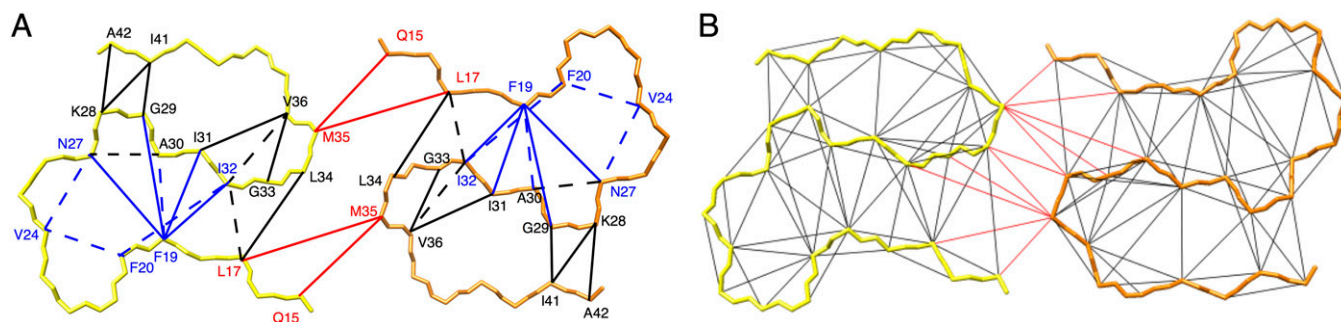 A
B
A42
I41
Q15
K28
G29
V36
L17
F19
F20
V24
N27
A30
I31
I32
G33
M35
L34
V24
F20
F19
L17
Q15
G33
I32
L34
M35
V36
I31
A30
G29
N27
K28
I41
A42